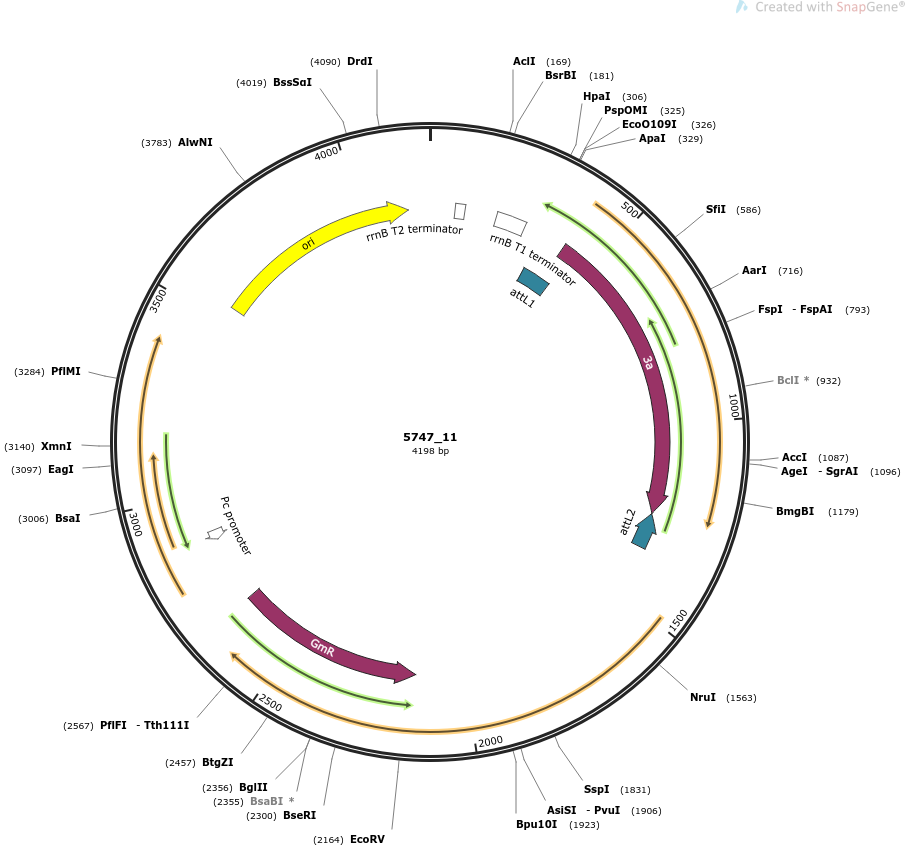 Created with SnapGene®
(4090) DrdI
AclI (169)
(4019) BssSαI
BsrBI (181)
HpaI (306)
PspOMI (325)
EcoO109I (326)
ApaI (329)
(3783) AlwNI
4000
500
SfiI (586)
rrnB T2 terminator
ori
rrnB T1 terminator
AarI (716)
attL1
3500
FspI - FspAI (793)
3a
(3284) PflMI
BclI * (932)
1000
5747_11
4198 bp
(3140) XmnI
AccI (1087)
(3097) EagI
AgeI - SgrAI (1096)
(3006) BsaI
BmgBI (1179)
3000
Pc promoter
attL2
1500
GmR
NruI (1563)
2500
(2567) PflFI - Tth111I
2000
(2457) BtgZI
(2356) BglII
SspI (1831)
(2355) BsaBI *
AsiSI - PvuI (1906)
(2300) BseRI
Bpu10I (1923)
(2164) EcoRV